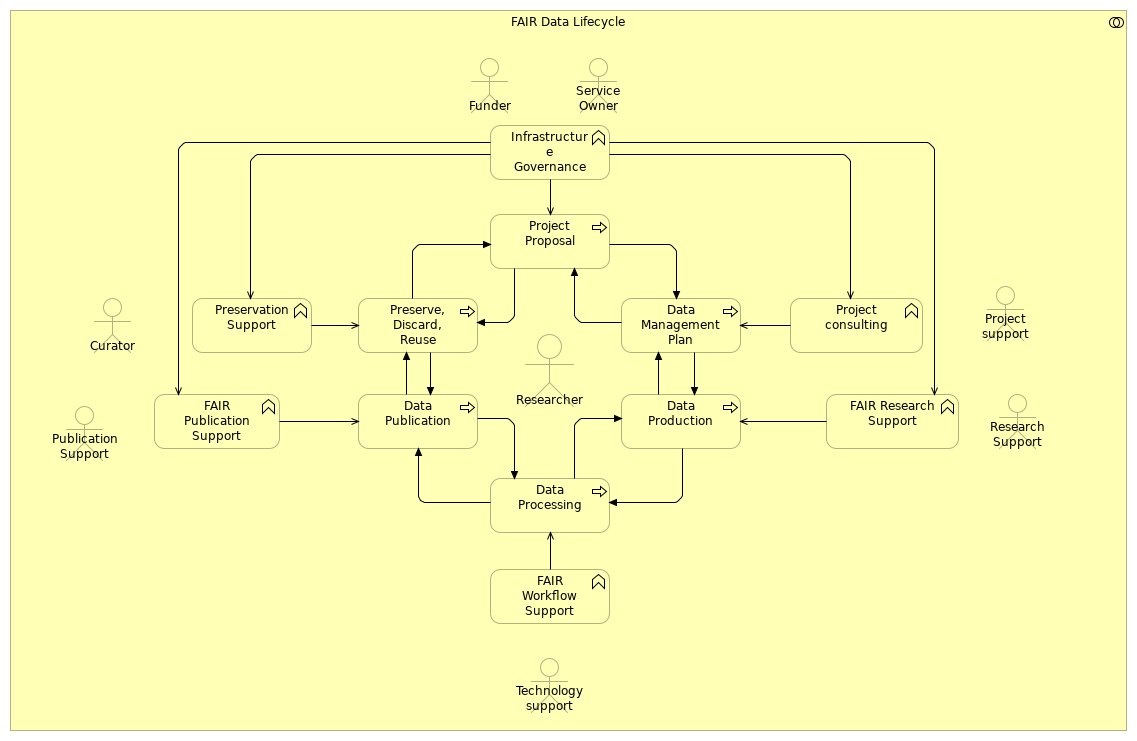 FAIR Data Lifecycle
Funder
Service
Owner
Infrastructur
e
Governance
Project
Proposal
Preservation
Support
Preserve,
Discard,
Reuse
Data
Management
Plan
Project
consulting
Curator
Project
support
Researcher
FAIR
Publication
Support
Data
Publication
Data
Production
FAIR Research
Support
Publication
Support
Research
Support
Data
Processing
FAIR
Workflow
Support
Technology
support